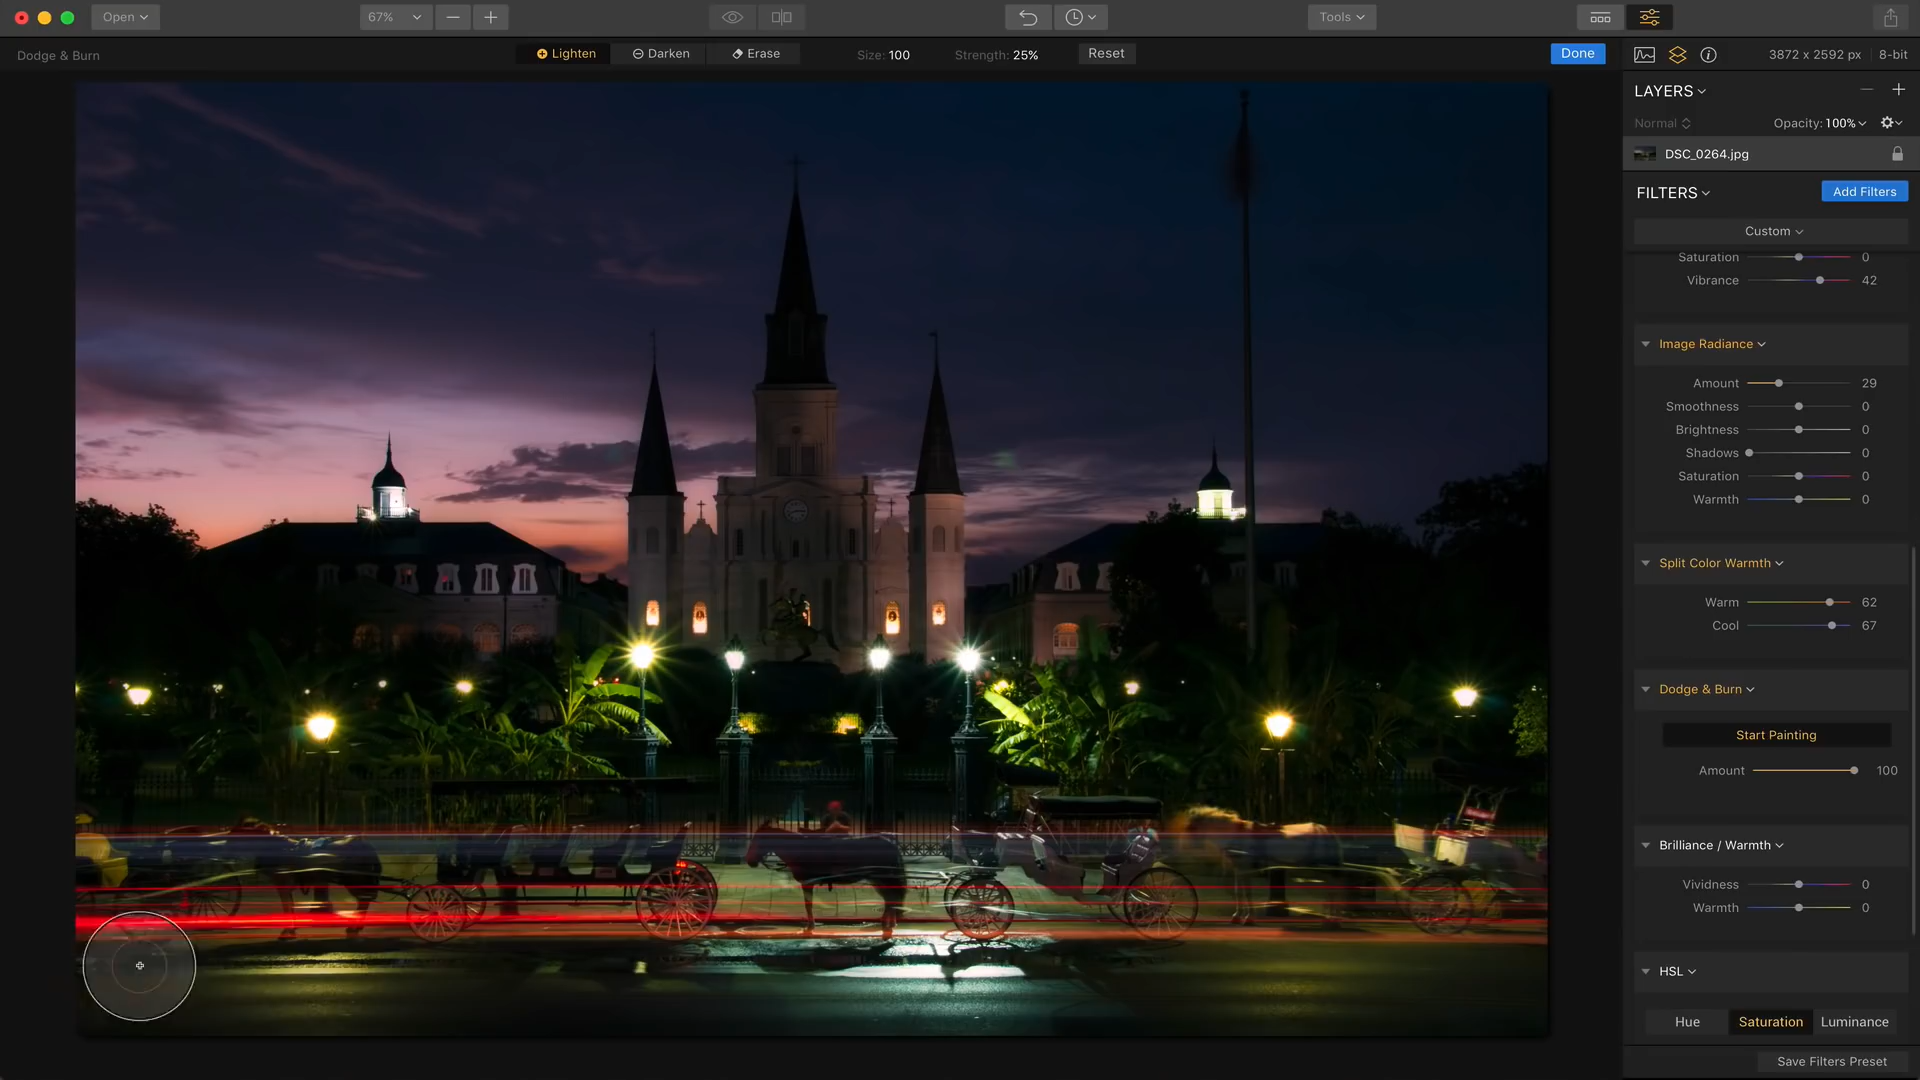 Open
67%
Tools
Dodge & Burn
Lighten
Darken
Erase
Size: 100
Strength: 25%
Reset
Done
3872 x 2592 px
8-bit
LAYERS
Normal
Opacity: 100%
DSC_0264.jpg
FILTERS
Add Filters
Custom
Saturation 0
Vibrance 42
Image Radiance
Amount 29
Smoothness 0
Brightness 0
Shadows 0
Saturation 0
Warmth 0
Split Color Warmth
Warm 62
Cool 67
Dodge & Burn
Start Painting
Amount 100
Brilliance / Warmth
Vividness 0
Warmth 0
HSL
Hue Saturation Luminance
Save Filters Preset